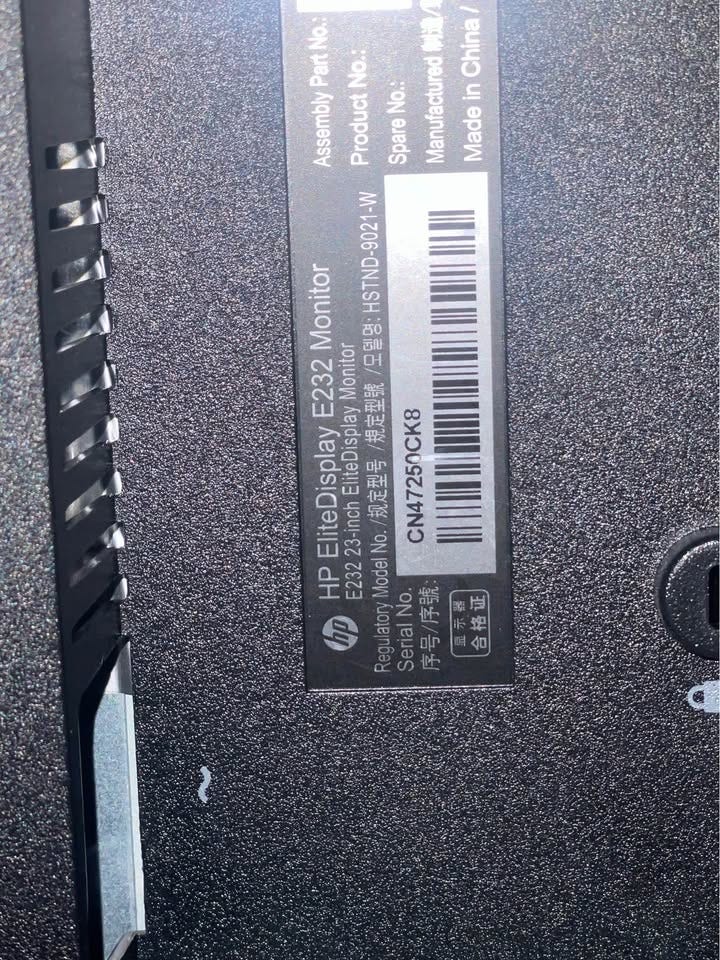 hp
HP EliteDisplay E232 Monitor
E232 23-inch EliteDisplay Monitor
Regulatory Model No. /规定型号 /規定型號 /모델명: HSTND-9021-W
Serial No.
序号/序號:
CN47250CK8
显示器
合格证
Assembly Part No.:
Product No.:
Spare No.:
Manufactured
Made in China /